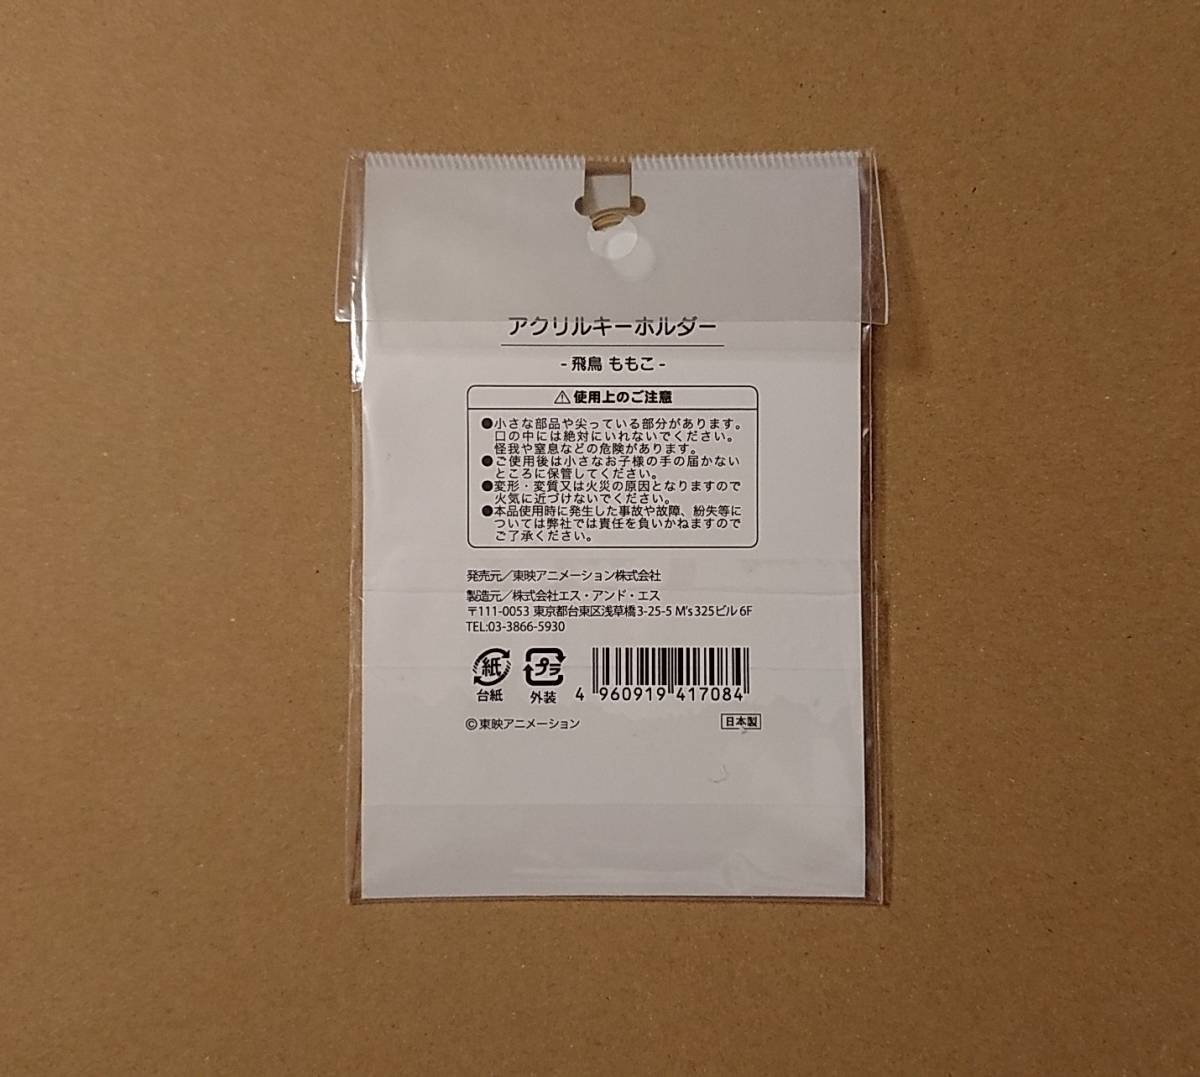 アクリルキーホルダー
- 飛鳥 ももこ -
⚠使用上のご注意
●小さな部品や尖っている部分があります。
口の中には絶対にいれないでください。
怪我や窒息などの危険があります。
●ご使用後は小さなお子様の手の届かない
ところに保管してください。
●変形・変質又は火災の原因となりますので
火気に近づけないでください。
●本品使用時に発生した事故や故障、紛失等に
ついては弊社では責任を負いかねますので
ご了承ください。
発売元／東映アニメーション株式会社
製造元／株式会社エス・アンド・エス
〒111-0053 東京都台東区浅草橋3-25-5 M's 325ビル 6F
TEL:03-3866-5930
紙
台紙
プラ
外装
4 960919 417084
©東映アニメーション
日本製